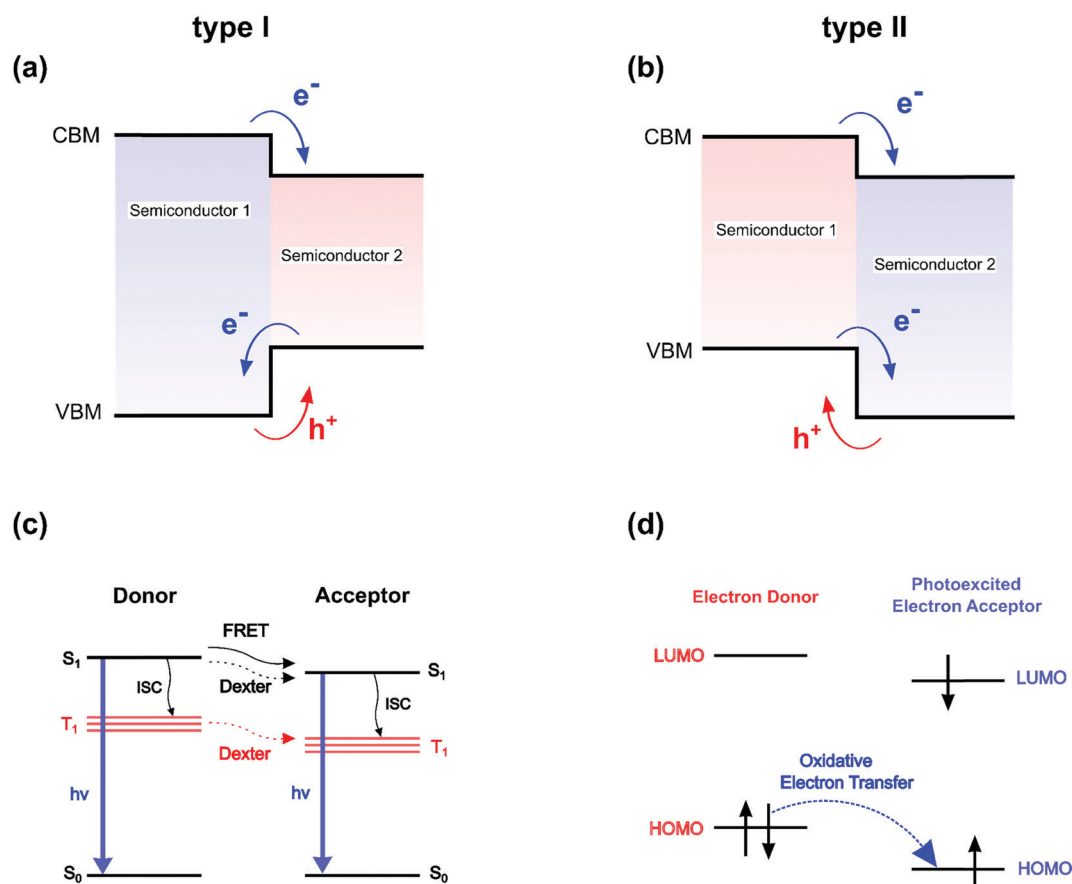 type I
type II
(a)
(b)
e⁻
e⁻
CBM
CBM
Semiconductor 1
Semiconductor 2
Semiconductor 1
Semiconductor 2
e⁻
e⁻
VBM
VBM
h⁺
h⁺
(c)
(d)
Donor
Acceptor
Electron Donor
Photoexcited
Electron Acceptor
FRET
S₁
Dexter
S₁
ISC
ISC
T₁
Dexter
T₁
hv
hv
S₀
S₀
LUMO
LUMO
Oxidative
Electron Transfer
HOMO
HOMO